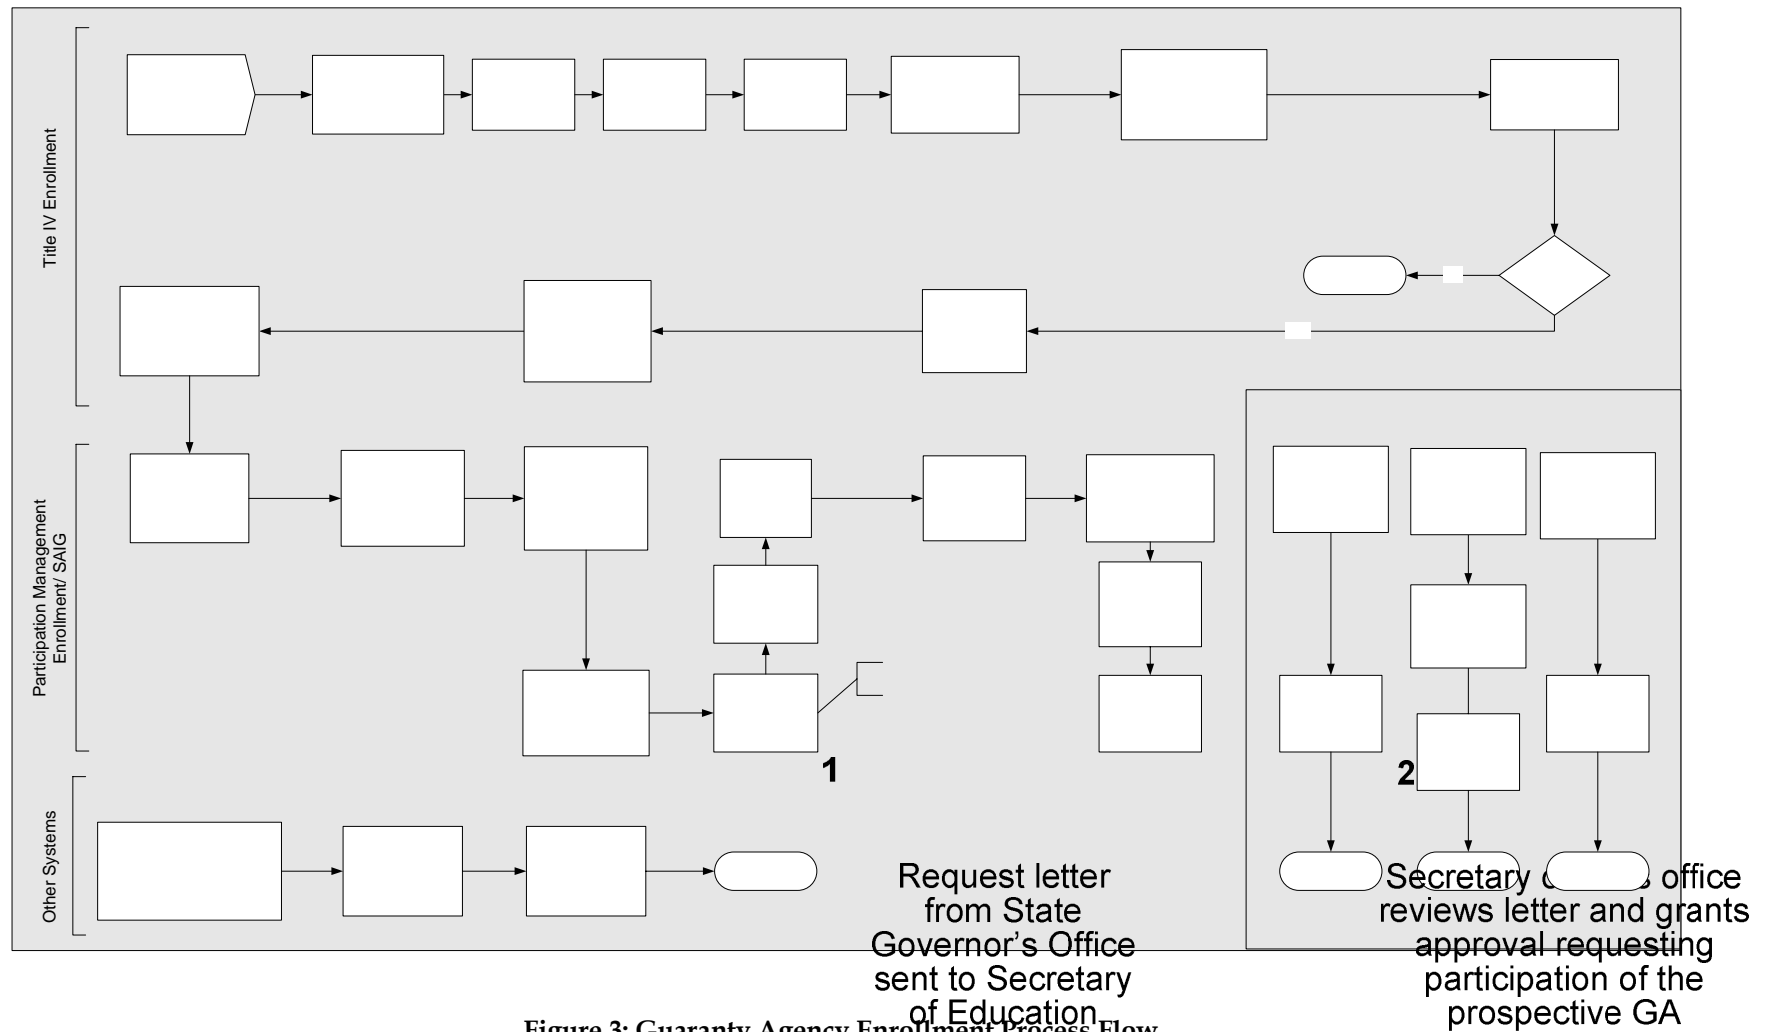 Title IV Enrollment
Participation Management
Enrollment/ SAIG
1
2
Other Systems
Request letter
from State
Governor's Office
sent to Secretary
of Education
Secretary office
reviews letter and grants
approval requesting
participation of the
prospective GA
Figure 3: Guaranty Agency Enrollment Process Flow